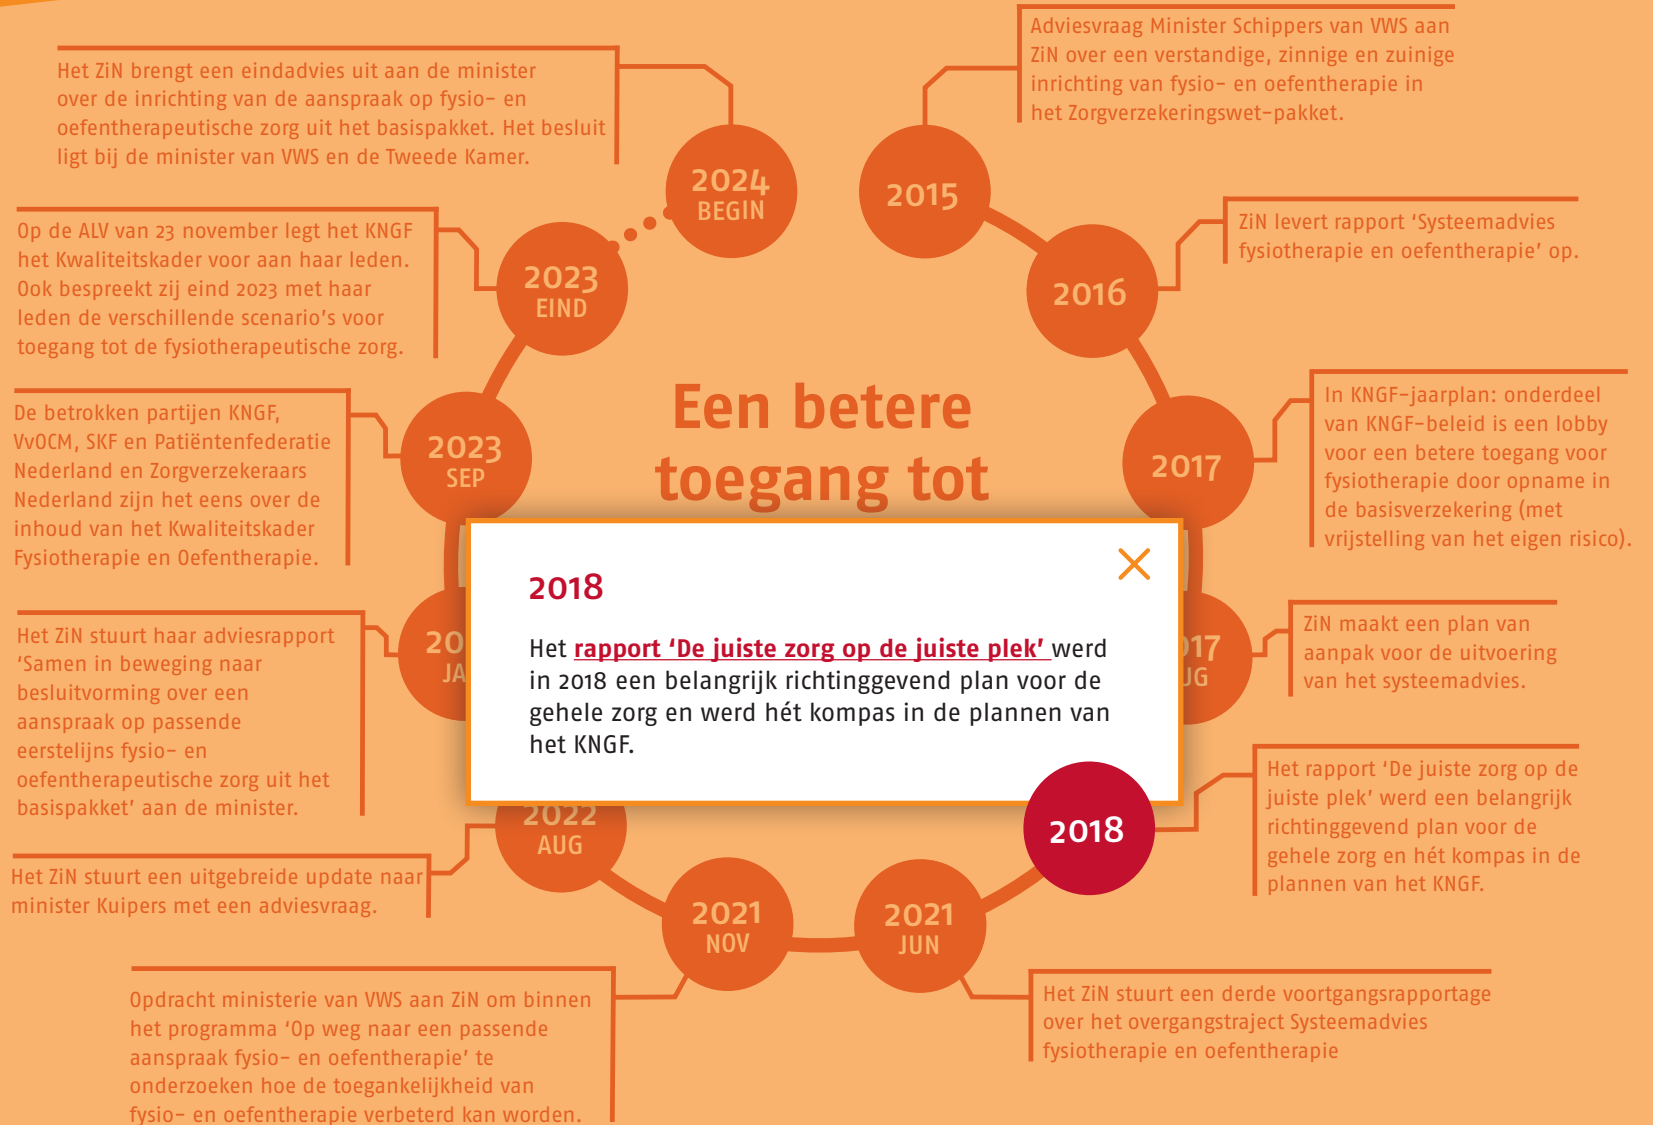 Adviesvraag Minister Schippers van VWS aan
ZiN over een verstandige, zinnige en zuinige
inrichting van fysio- en oefentherapie in
het Zorgverzekeringswet-pakket.
2015
ZiN levert rapport ‘Systeemadvies
fysiotherapie en oefentherapie’ op.
2016
In KNGF-jaarplan: onderdeel
van KNGF-beleid is een lobby
voor een betere toegang voor
fysiotherapie door opname in
de basisverzekering (met
vrijstelling van het eigen risico).
2017
ZiN maakt een plan van
aanpak voor de uitvoering
van het systeemadvies.
17
UG
Het rapport ‘De juiste zorg op de
juiste plek’ werd een belangrijk
richtinggevend plan voor de
gehele zorg en hét kompas in de
plannen van het KNGF.
2018
Het ZiN stuurt een derde voortgangsrapportage
over het overgangstraject Systeemadvies
fysiotherapie en oefentherapie
2021
JUN
Opdracht ministerie van VWS aan ZiN om binnen
het programma ‘Op weg naar een passende
aanspraak fysio- en oefentherapie’ te
onderzoeken hoe de toegankelijkheid van
fysio- en oefentherapie verbeterd kan worden.
2021
NOV
Het ZiN stuurt een uitgebreide update naar
minister Kuipers met een adviesvraag.
2022
AUG
Het ZiN stuurt haar adviesrapport
‘Samen in beweging naar
besluitvorming over een
aanspraak op passende
eerstelijns fysio- en
oefentherapeutische zorg uit het
basispakket’ aan de minister.
20
JA
De betrokken partijen KNGF,
VvOCM, SKF en Patiëntenfederatie
Nederland en Zorgverzekeraars
Nederland zijn het eens over de
inhoud van het Kwaliteitskader
Fysiotherapie en Oefentherapie.
2023
SEP
Op de ALV van 23 november legt het KNGF
het Kwaliteitskader voor aan haar leden.
Ook bespreekt zij eind 2023 met haar
leden de verschillende scenario’s voor
toegang tot de fysiotherapeutische zorg.
2023
EIND
Het ZiN brengt een eindadvies uit aan de minister
over de inrichting van de aanspraak op fysio- en
oefentherapeutische zorg uit het basispakket. Het besluit
ligt bij de minister van VWS en de Tweede Kamer.
2024
BEGIN
Een betere
toegang tot
2018
Het rapport ‘De juiste zorg op de juiste plek’ werd
in 2018 een belangrijk richtinggevend plan voor de
gehele zorg en werd hét kompas in de plannen van
het KNGF.